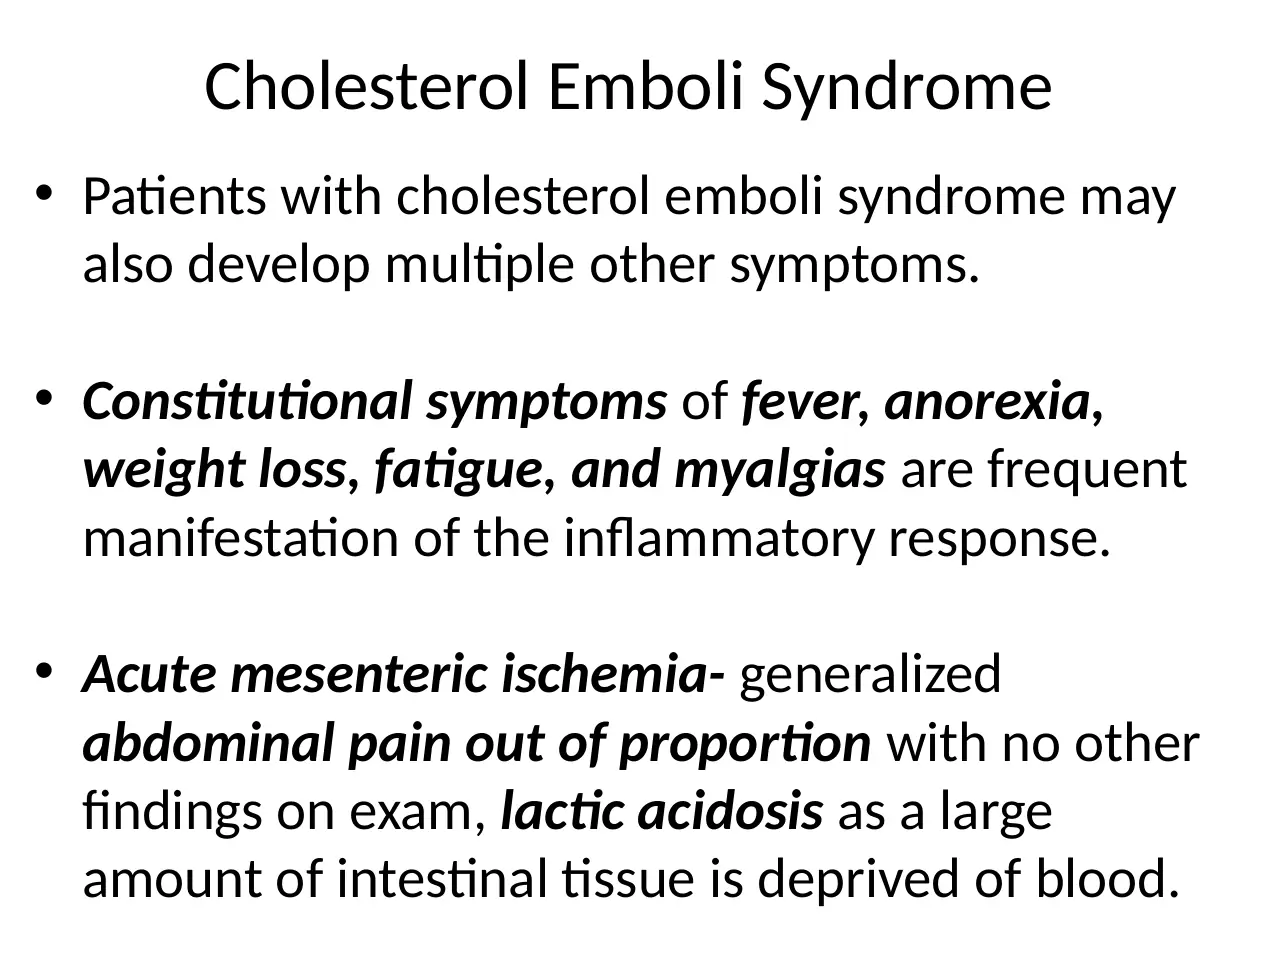 Cholesterol Emboli Syndrome
• Patients with cholesterol emboli syndrome may
also develop multiple other symptoms.
• Constitutional symptoms of fever, anorexia,
weight loss, fatigue, and myalgias are frequent
manifestation of the inflammatory response.
• Acute mesenteric ischemia- generalized
abdominal pain out of proportion with no other
findings on exam, lactic acidosis as a large
amount of intestinal tissue is deprived of blood.